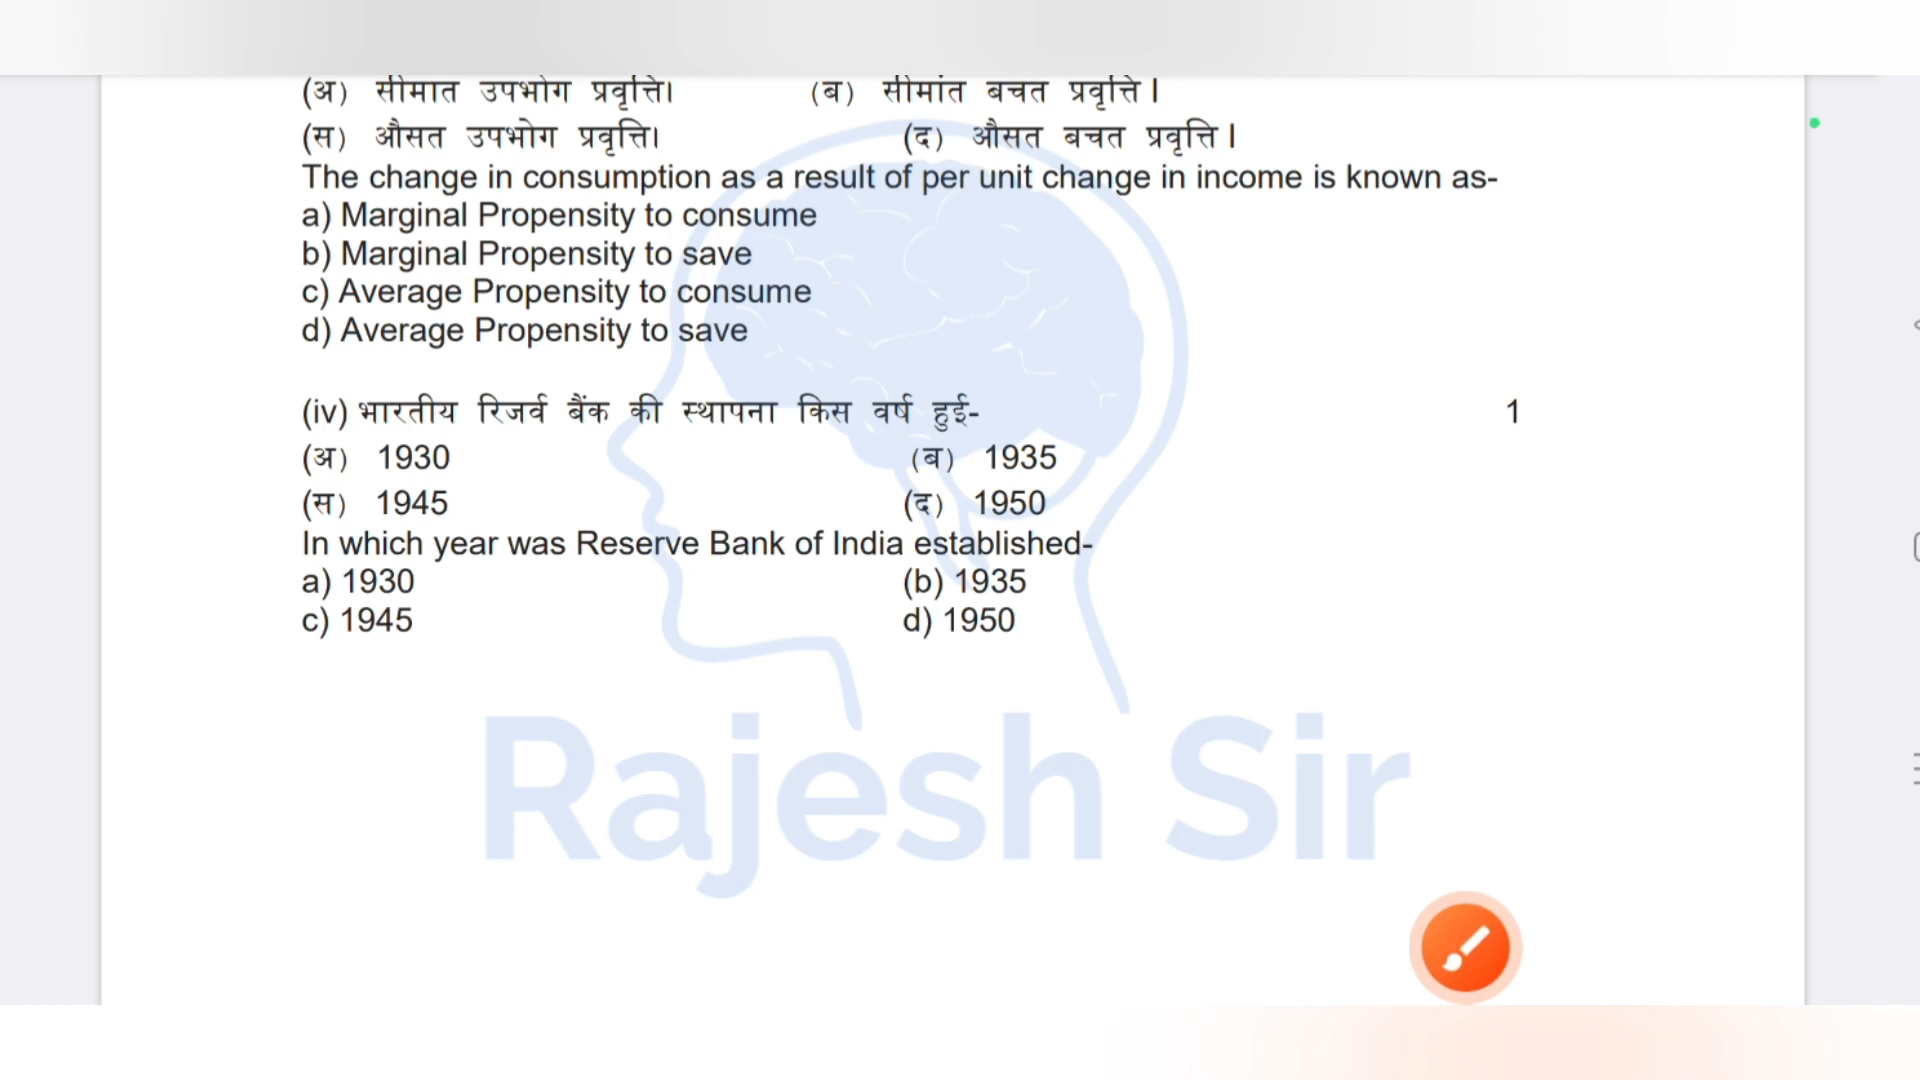 (अ) सीमांत उपभोग प्रवृत्ति। (ब) सीमांत बचत प्रवृत्ति।
(स) औसत उपभोग प्रवृत्ति। (द) औसत बचत प्रवृत्ति।
The change in consumption as a result of per unit change in income is known as-
a) Marginal Propensity to consume
b) Marginal Propensity to save
c) Average Propensity to consume
d) Average Propensity to save
(iv) भारतीय रिजर्व बैंक की स्थापना किस वर्ष हुई- 1
(अ) 1930 (ब) 1935
(स) 1945 (द) 1950
In which year was Reserve Bank of India established-
a) 1930 (b) 1935
c) 1945 d) 1950
Rajesh Sir